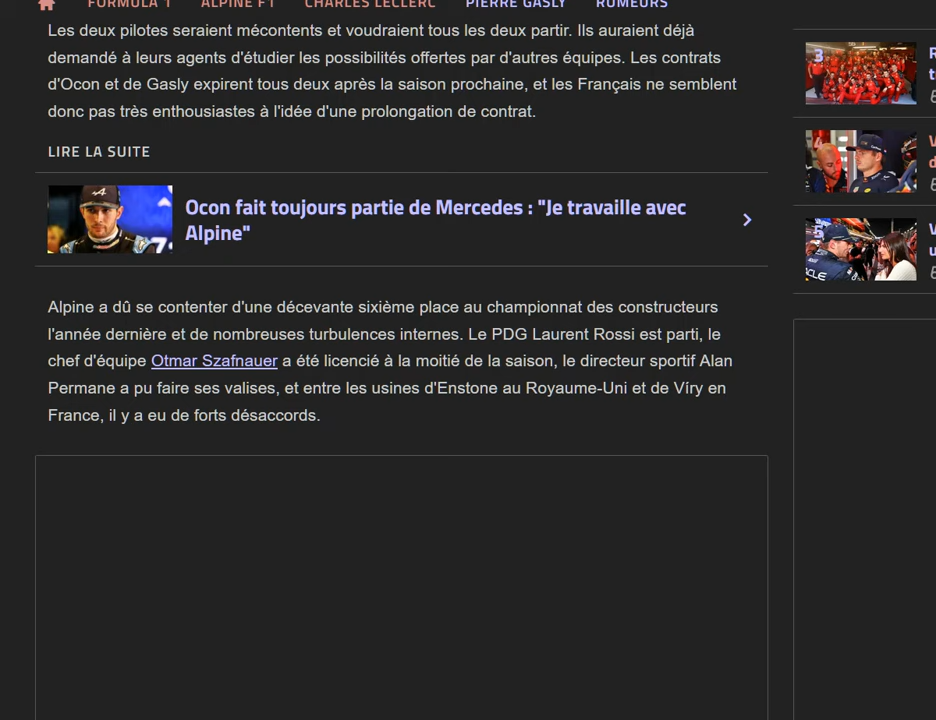 FORMULA 1 ALPINE F1 CHARLES LECLERC PIERRE GASLY RUMEURS
Les deux pilotes seraient mécontents et voudraient tous les deux partir. Ils auraient déjà
demandé à leurs agents d'étudier les possibilités offertes par d'autres équipes. Les contrats
d'Ocon et de Gasly expirent tous deux après la saison prochaine, et les Français ne semblent
donc pas très enthousiastes à l'idée d'une prolongation de contrat.
LIRE LA SUITE
Ocon fait toujours partie de Mercedes : "Je travaille avec
Alpine"
Alpine a dû se contenter d'une décevante sixième place au championnat des constructeurs
l'année dernière et de nombreuses turbulences internes. Le PDG Laurent Rossi est parti, le
chef d'équipe Otmar Szafnauer a été licencié à la moitié de la saison, le directeur sportif Alan
Permane a pu faire ses valises, et entre les usines d'Enstone au Royaume-Uni et de Víry en
France, il y a eu de forts désaccords.
3
4
5